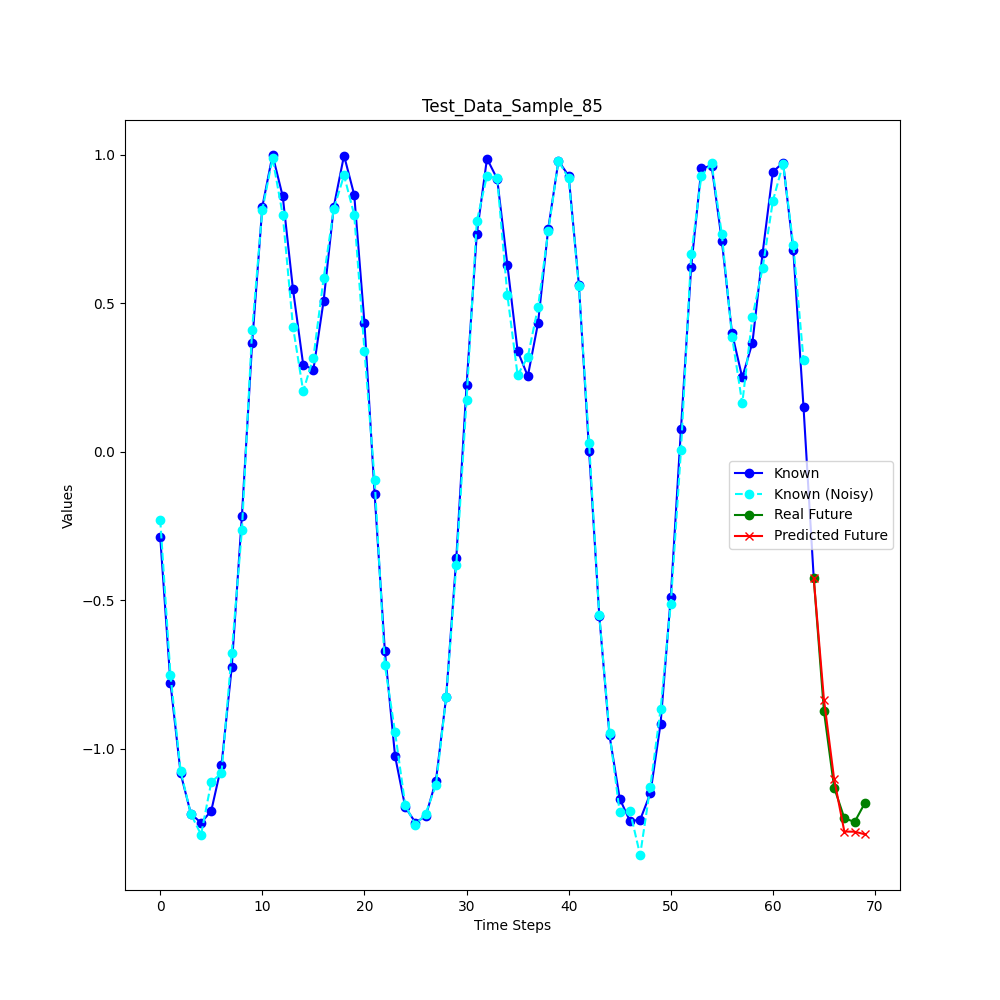 Test_Data_Sample_85
Values
1.0
0.5
0.0
−0.5
−1.0
Known
Known (Noisy)
Real Future
Predicted Future
0 10 20 30 40 50 60 70
Time Steps